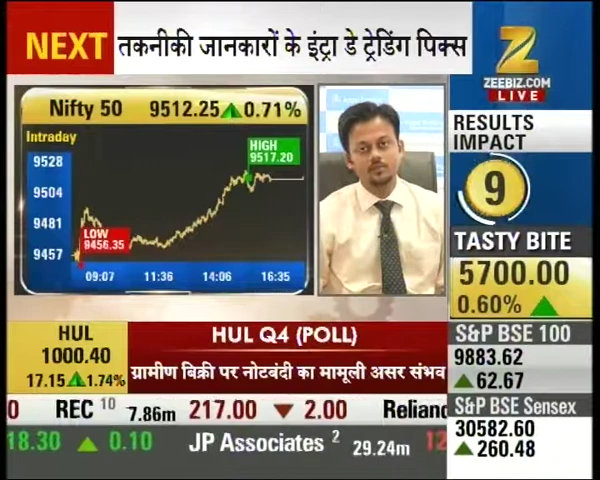 NEXT
तकनीकी जानकारों के इंट्रा डे ट्रेडिंग पिक्स
Z
ZEEBIZ.COM
LIVE
Nifty 50 9512.25 0.71%
Intraday
9528
9504
9481
9457
HIGH
9517.20
LOW
9456.35
09:07 11:36 14:06 16:35
RESULTS
IMPACT
9
TASTY BITE
5700.00
0.60%
HUL
1000.40
17.15 1.74%
HUL Q4 (POLL)
ग्रामीण बिक्री पर नोटबंदी का मामूली असर संभव
S&P BSE 100
9883.62
62.67
0 REC 10 7.86m 217.00 2.00 Relianc
S&P BSE Sensex
30582.60
260.48
18.30 0.10 JP Associates 2 29.24m 12